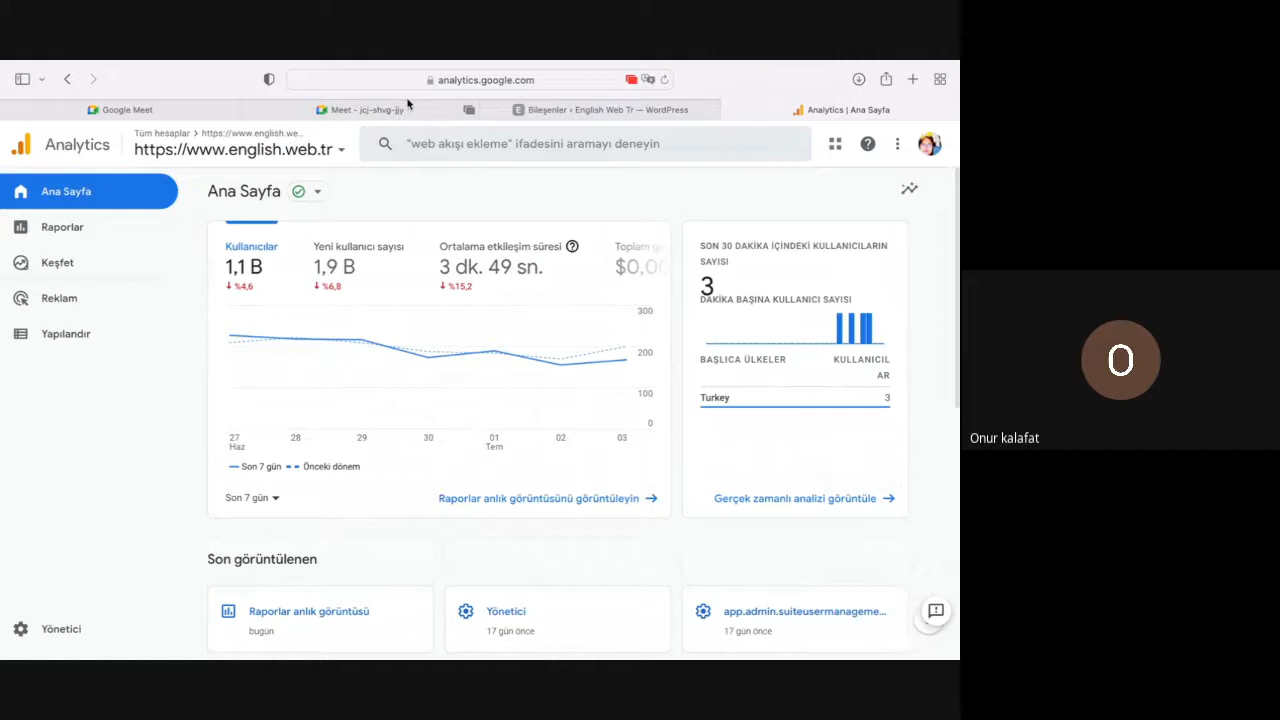 analytics.google.com
Google Meet
Meet - jcj-shvg-jjy
E Bileşenler ‹ English Web Tr — WordPress
Analytics | Ana Sayfa
Analytics
Tüm hesaplar > https://www.english.we...
https://www.english.web.tr
"web akışı ekleme" ifadesini aramayı deneyin
Ana Sayfa
Raporlar
Keşfet
Reklam
Yapılandır
Yönetici
Ana Sayfa
Kullanıcılar
1,1 B
↓ %4,6
Yeni kullanıcı sayısı
1,9 B
↓ %6,8
Ortalama etkileşim süresi
3 dk. 49 sn.
↓ %15,2
Toplam g
$0,0
300
200
100
0
27
Haz
28
29
30
01
Tem
02
03
Son 7 gün
Önceki dönem
Son 7 gün
Raporlar anlık görüntüsünü görüntüleyin →
SON 30 DAKİKA İÇİNDEKİ KULLANICILARIN
SAYISI
3
DAKİKA BAŞINA KULLANICI SAYISI
BAŞLICA ÜLKELER
KULLANICIL
AR
Turkey
3
Gerçek zamanlı analizi görüntüle →
Son görüntülenen
Raporlar anlık görüntüsü
bugün
Yönetici
17 gün önce
app.admin.suiteusermanageme...
17 gün önce
O
Onur kalafat